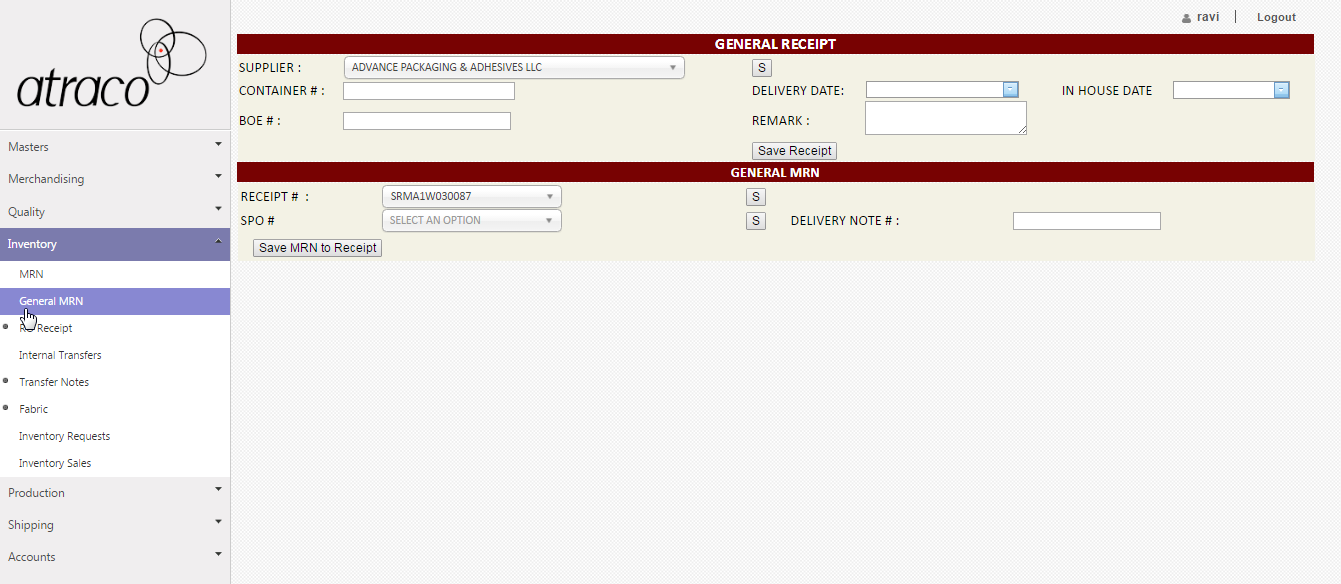 ravi | Logout
atraco
GENERAL RECEIPT
SUPPLIER : ADVANCE PACKAGING & ADHESIVES LLC S
CONTAINER # : DELIVERY DATE: IN HOUSE DATE
BOE # : REMARK :
Save Receipt
GENERAL MRN
RECEIPT # : SRMA1W030087 S
SPO # SELECT AN OPTION S DELIVERY NOTE # :
Save MRN to Receipt
Masters
Merchandising
Quality
Inventory
MRN
General MRN
Receipt
Internal Transfers
Transfer Notes
Fabric
Inventory Requests
Inventory Sales
Production
Shipping
Accounts